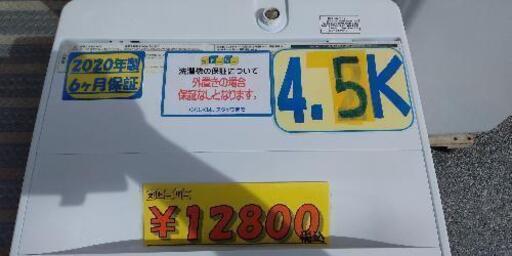 2020年製
6ヶ月保証
洗濯機の保証について
外置きの場合
保証なしとなります。
4.5K
¥12800